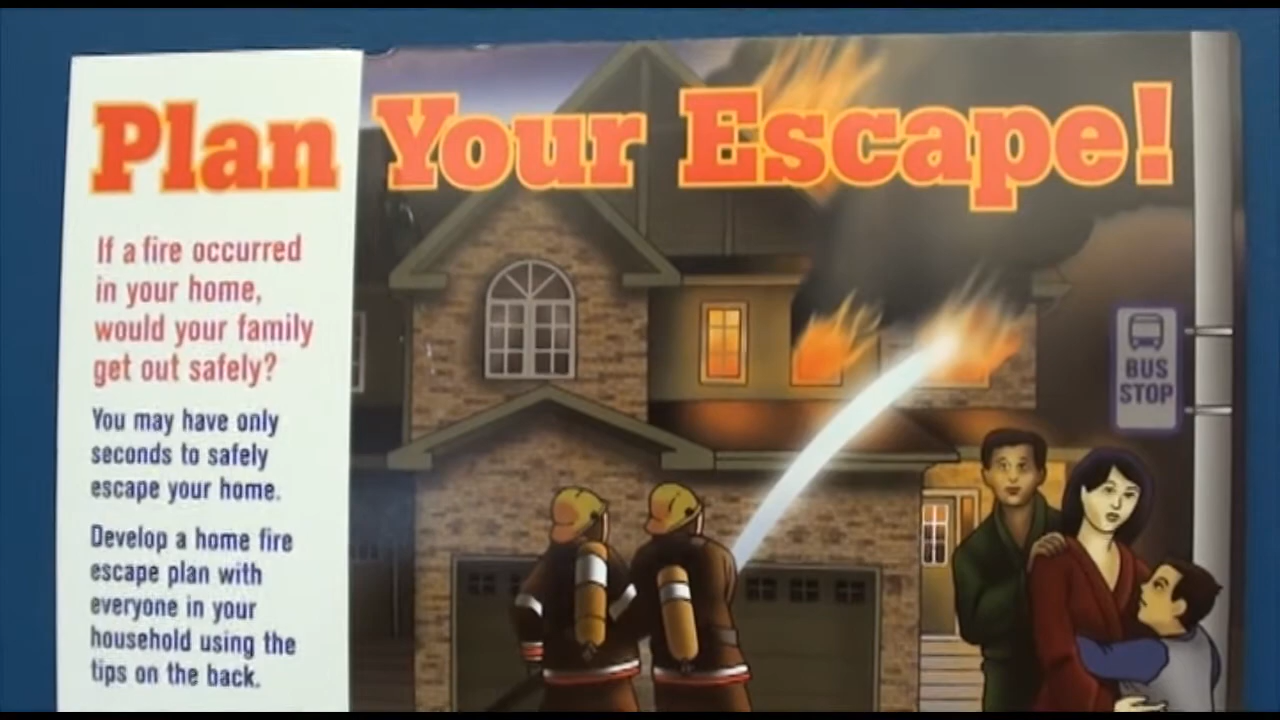 Plan Your Escape!
If a fire occurred
in your home,
would your family
get out safely?
You may have only
seconds to safely
escape your home.
Develop a home fire
escape plan with
everyone in your
household using the
tips on the back.
BUS
STOP